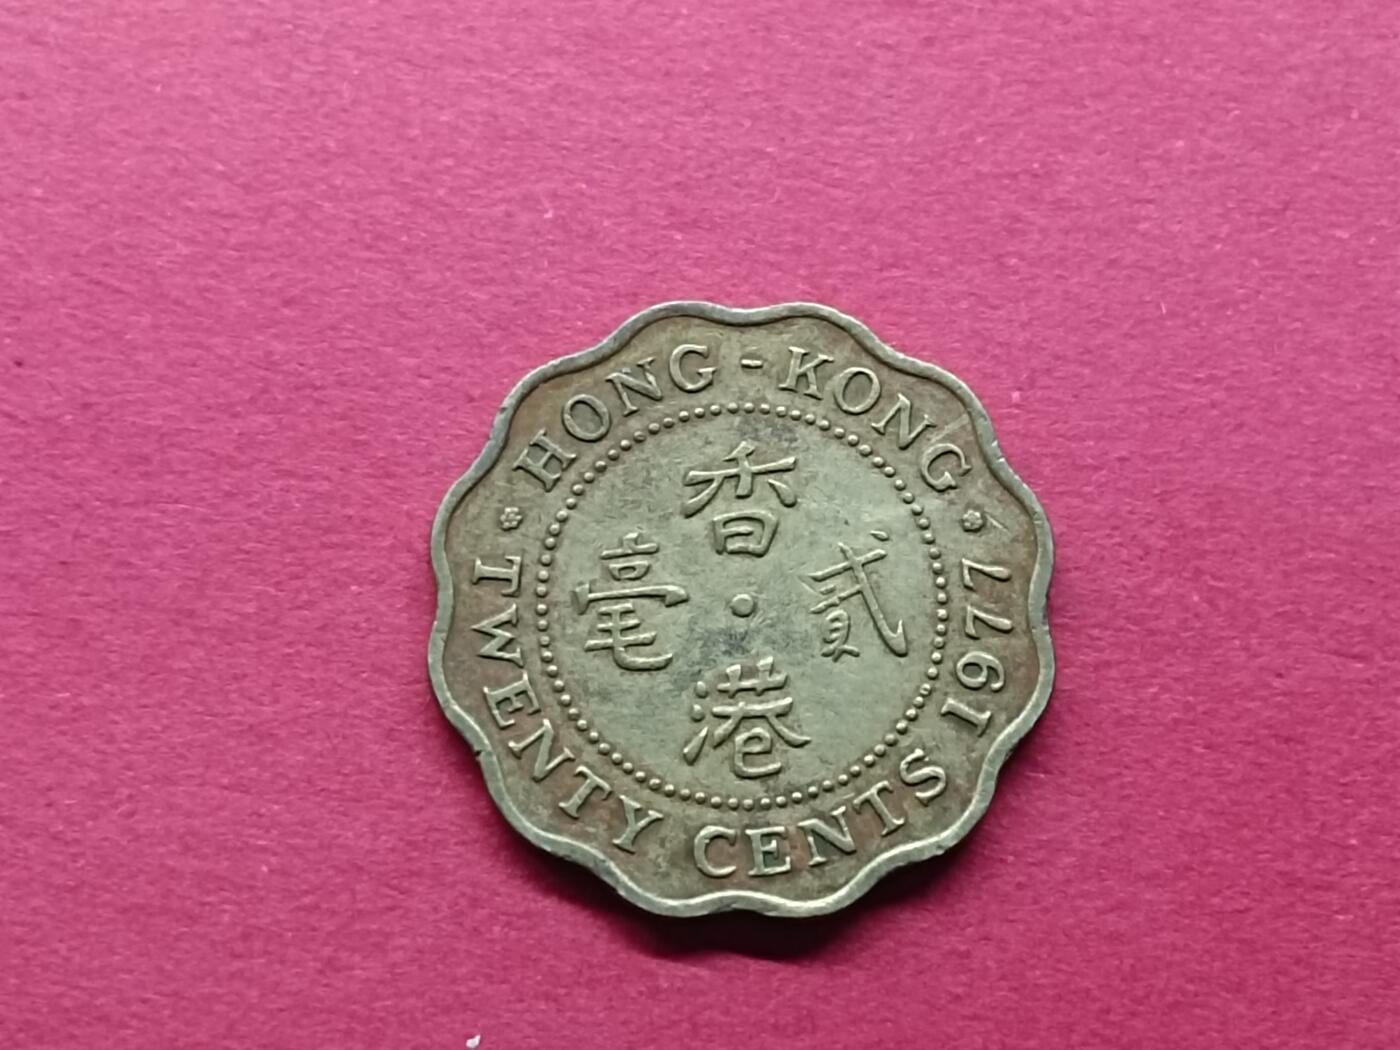 HONG-KONG
TWENTY CENTS 1977
香港
貳毫